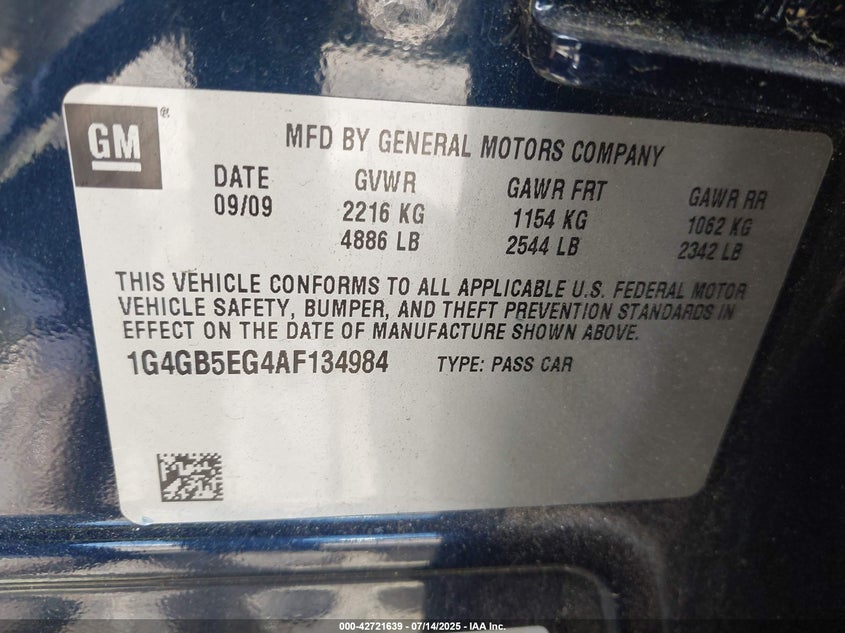 GM ®
MFD BY GENERAL MOTORS COMPANY
DATE GVWR GAWR FRT GAWR RR
09/09 2216 KG 1154 KG 1062 KG
4886 LB 2544 LB 2342 LB
THIS VEHICLE CONFORMS TO ALL APPLICABLE U.S. FEDERAL MOTOR
VEHICLE SAFETY, BUMPER, AND THEFT PREVENTION STANDARDS IN
EFFECT ON THE DATE OF MANUFACTURE SHOWN ABOVE.
1G4GB5EG4AF134984 TYPE: PASS CAR
000-42721639 - 07/14/2025 - IAA Inc.